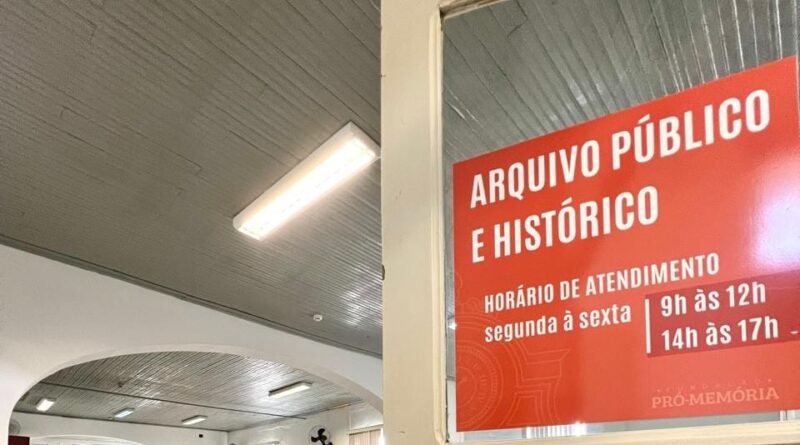 ARQUIVO PÚBLICO
E HISTÓRICO
HORÁRIO DE ATENDIMENTO
segunda à sexta
9h às 12h
14h às 17h
PRÓ-MEMÓRIA